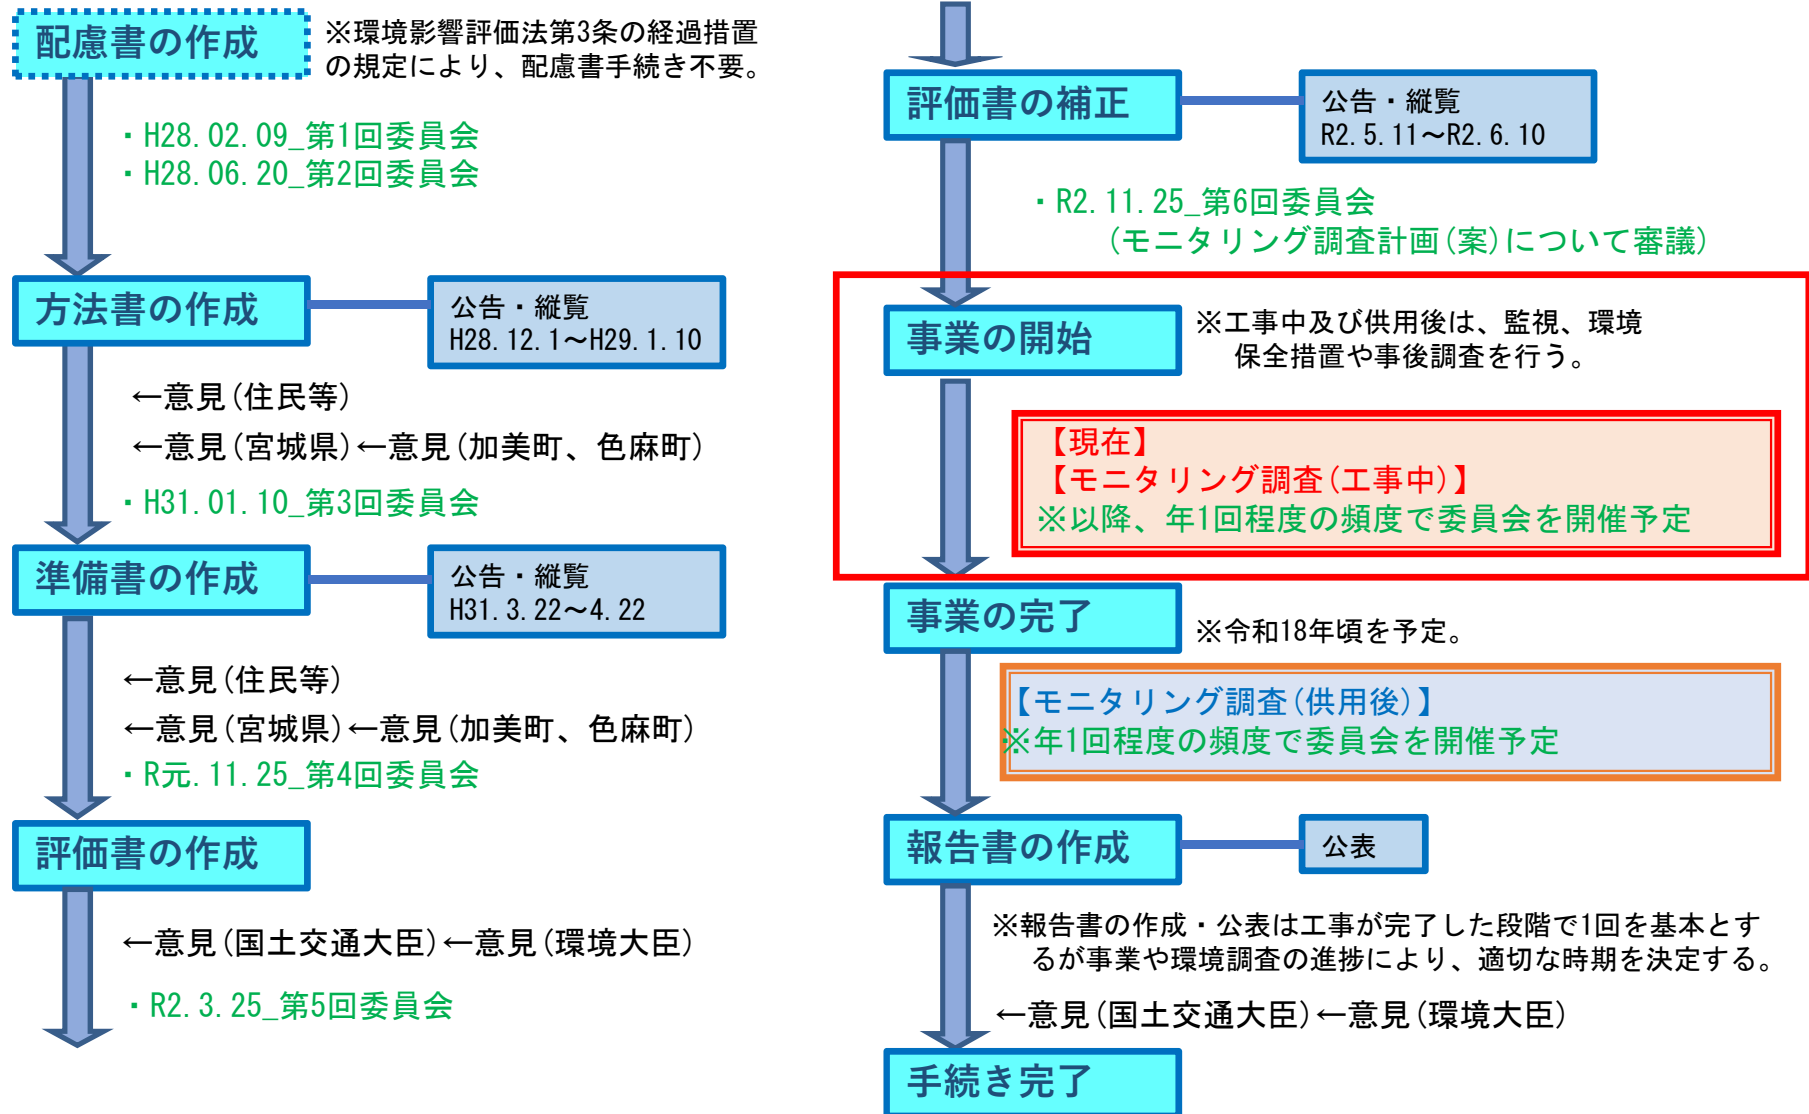 配慮書の作成
※環境影響評価法第3条の経過措置
の規定により、配慮書手続き不要。
・H28.02.09_第1回委員会
・H28.06.20_第2回委員会
方法書の作成
公告・縦覧
H28.12.1～H29.1.10
←意見(住民等)
←意見(宮城県)←意見(加美町、色麻町)
・H31.01.10_第3回委員会
準備書の作成
公告・縦覧
H31.3.22～4.22
←意見(住民等)
←意見(宮城県)←意見(加美町、色麻町)
・R元.11.25_第4回委員会
評価書の作成
←意見(国土交通大臣)←意見(環境大臣)
・R2.3.25_第5回委員会
評価書の補正
公告・縦覧
R2.5.11～R2.6.10
・R2.11.25_第6回委員会
(モニタリング調査計画(案)について審議)
事業の開始
※工事中及び供用後は、監視、環境
保全措置や事後調査を行う。
【現在】
【モニタリング調査(工事中)】
※以降、年1回程度の頻度で委員会を開催予定
事業の完了
※令和18年頃を予定。
【モニタリング調査(供用後)】
※年1回程度の頻度で委員会を開催予定
報告書の作成
公表
※報告書の作成・公表は工事が完了した段階で1回を基本とす
るが事業や環境調査の進捗により、適切な時期を決定する。
←意見(国土交通大臣)←意見(環境大臣)
手続き完了